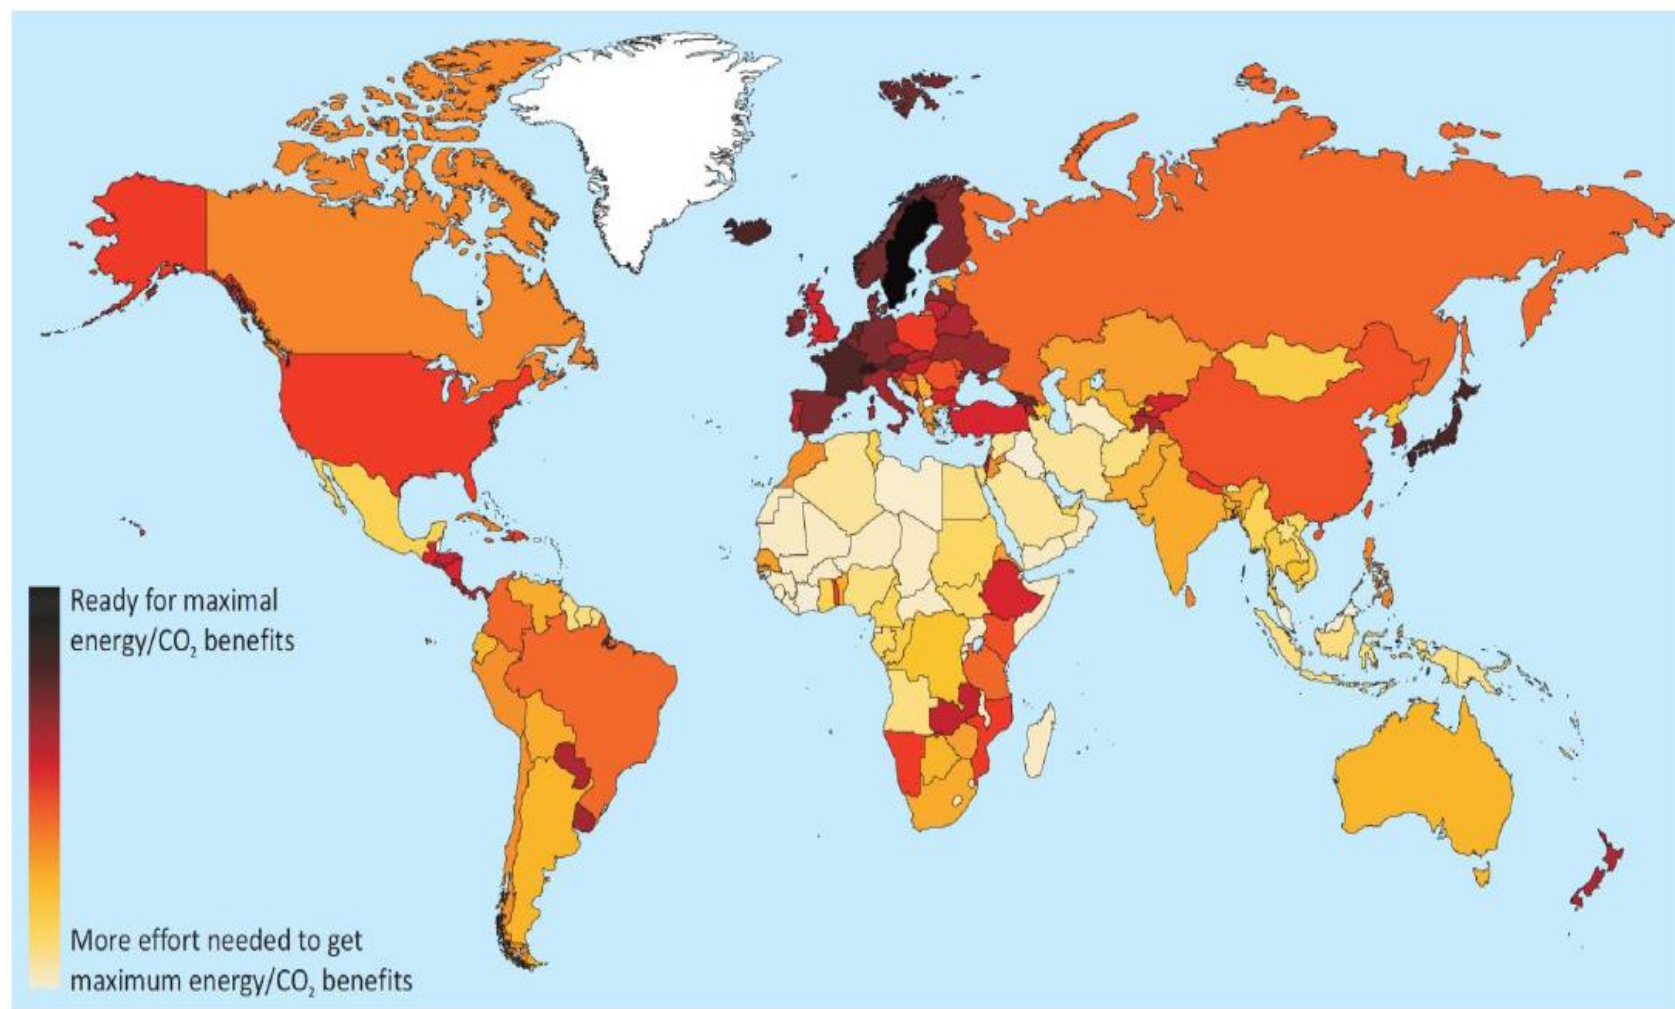 Ready for maximal
energy/CO₂ benefits
More effort needed to get
maximum energy/CO₂ benefits